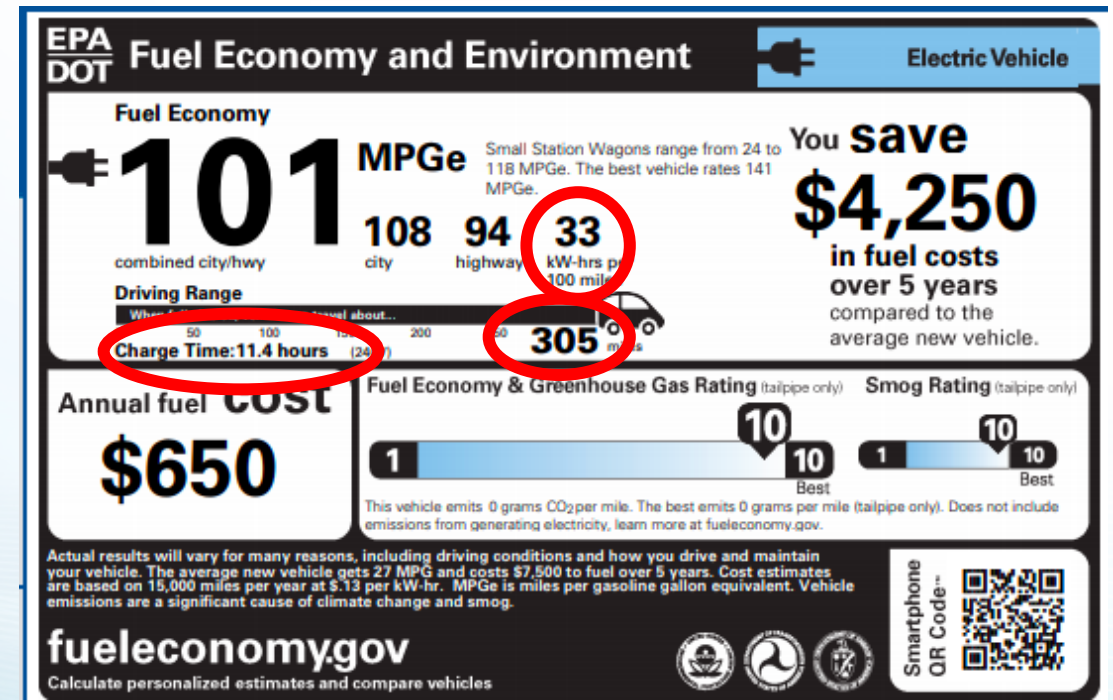 EPA
DOT
Fuel Economy and Environment
Electric Vehicle
Fuel Economy
101
MPGe
Small Station Wagons range from 24 to
118 MPGe. The best vehicle rates 141
MPGe.
108
city
94
highway
33
kW-hrs
100
combined city/hwy
Driving Range
50 100 200
305
Charge Time:11.4 hours
You save
$4,250
in fuel costs
over 5 years
compared to the
average new vehicle.
Annual fuel cost
$650
Fuel Economy & Greenhouse Gas Rating (tailpipe only)
10
1
10
Best
Smog Rating (tailpipe only)
10
1
10
Best
This vehicle emits 0 grams CO2 per mile. The best emits 0 grams per mile (tailpipe only). Does not include
emissions from generating electricity, learn more at fueleconomy.gov.
Actual results will vary for many reasons, including driving conditions and how you drive and maintain
your vehicle. The average new vehicle gets 27 MPG and costs $7,500 to fuel over 5 years. Cost estimates
are based on 15,000 miles per year at $.13 per kW-hr. MPGe is miles per gasoline gallon equivalent. Vehicle
emissions are a significant cause of climate change and smog.
fueleconomy.gov
Calculate personalized estimates and compare vehicles
Smartphone
QR Code™